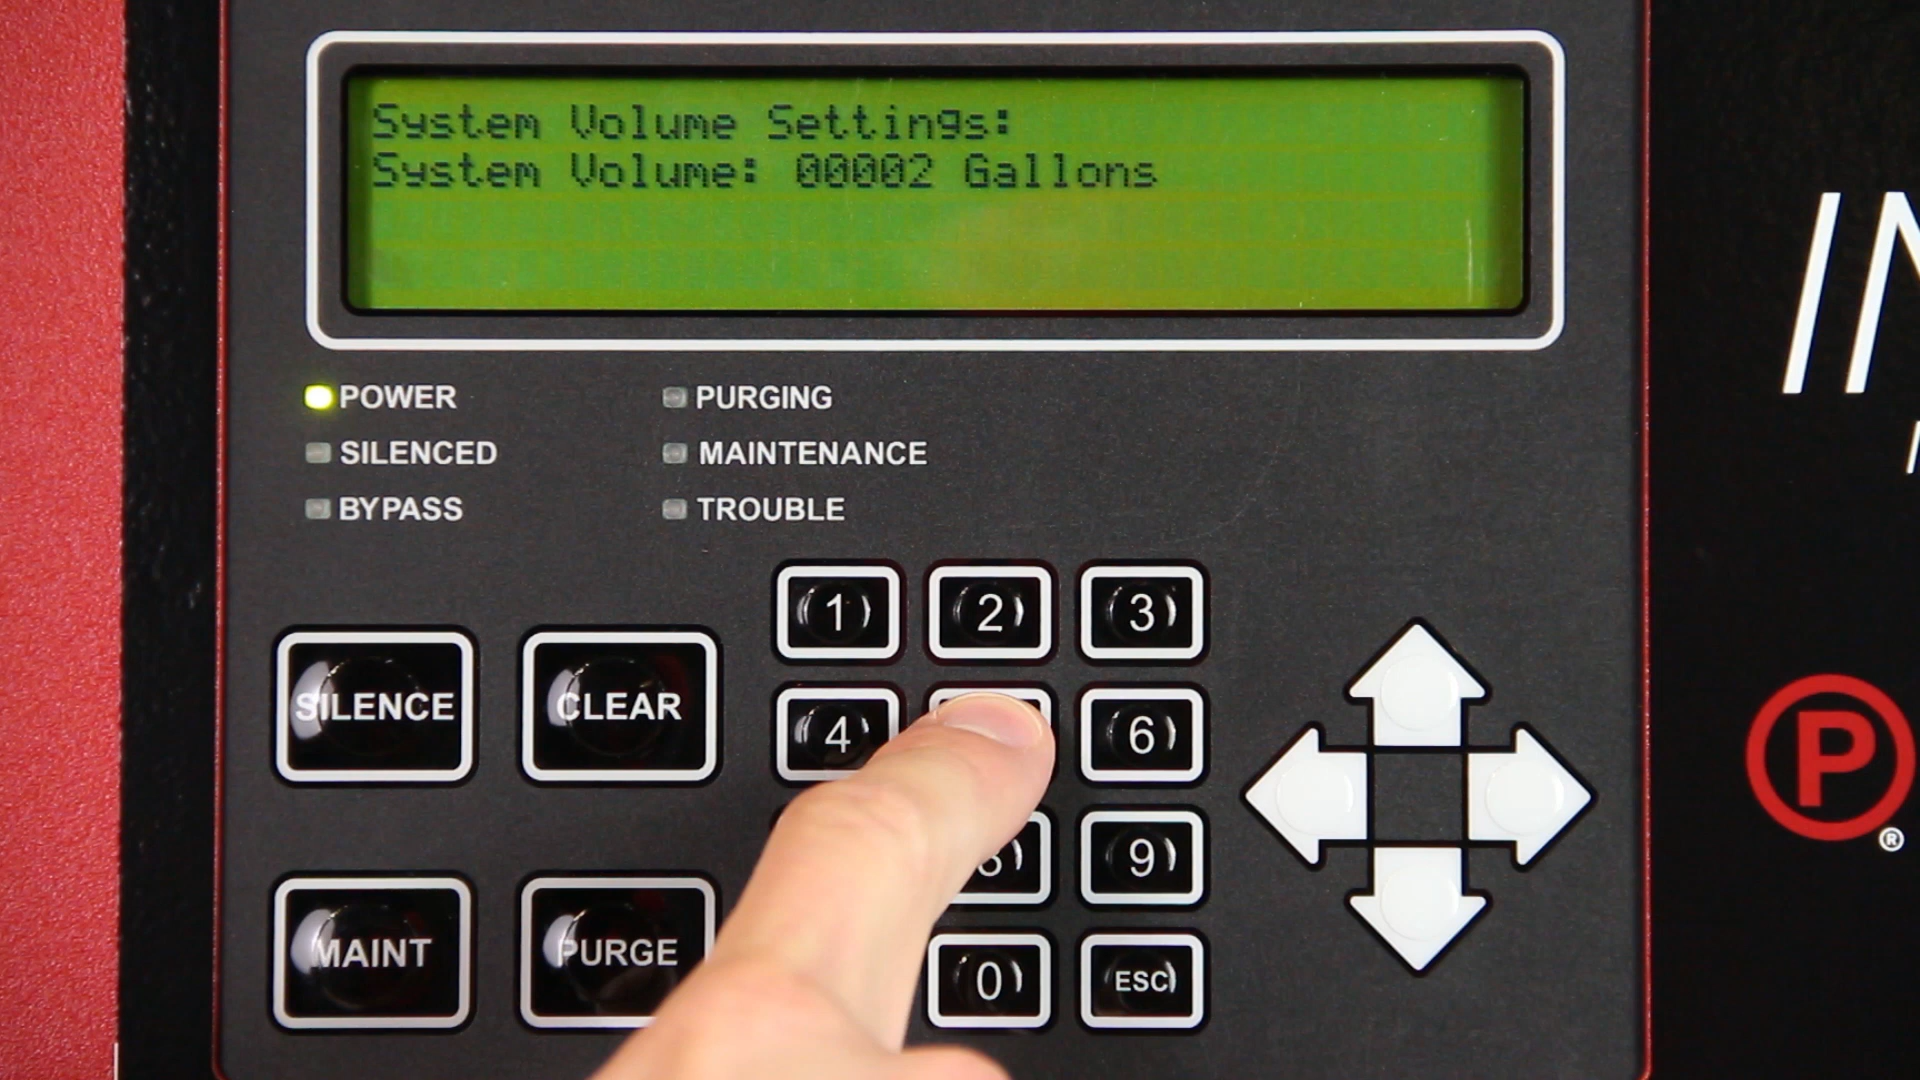 System Volume Settings:
System Volume: 00002 Gallons
POWER
PURGING
SILENCED
MAINTENANCE
BYPASS
TROUBLE
1
2
3
SILENCE
CLEAR
4
6
8
9
MAINT
PURGE
0
ESC
P
®